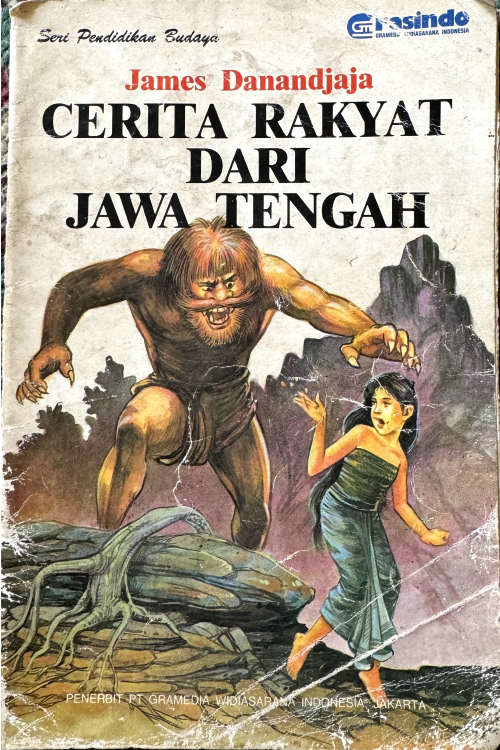 Seri Pendidikan Budaya
Grasindo
GRAMEDIA WIDIASARANA INDONESIA
James Danandjaja
CERITA RAKYAT
DARI
JAWA TENGAH
PENERBIT PT GRAMEDIA WIDIASARANA INDONESIA, JAKARTA